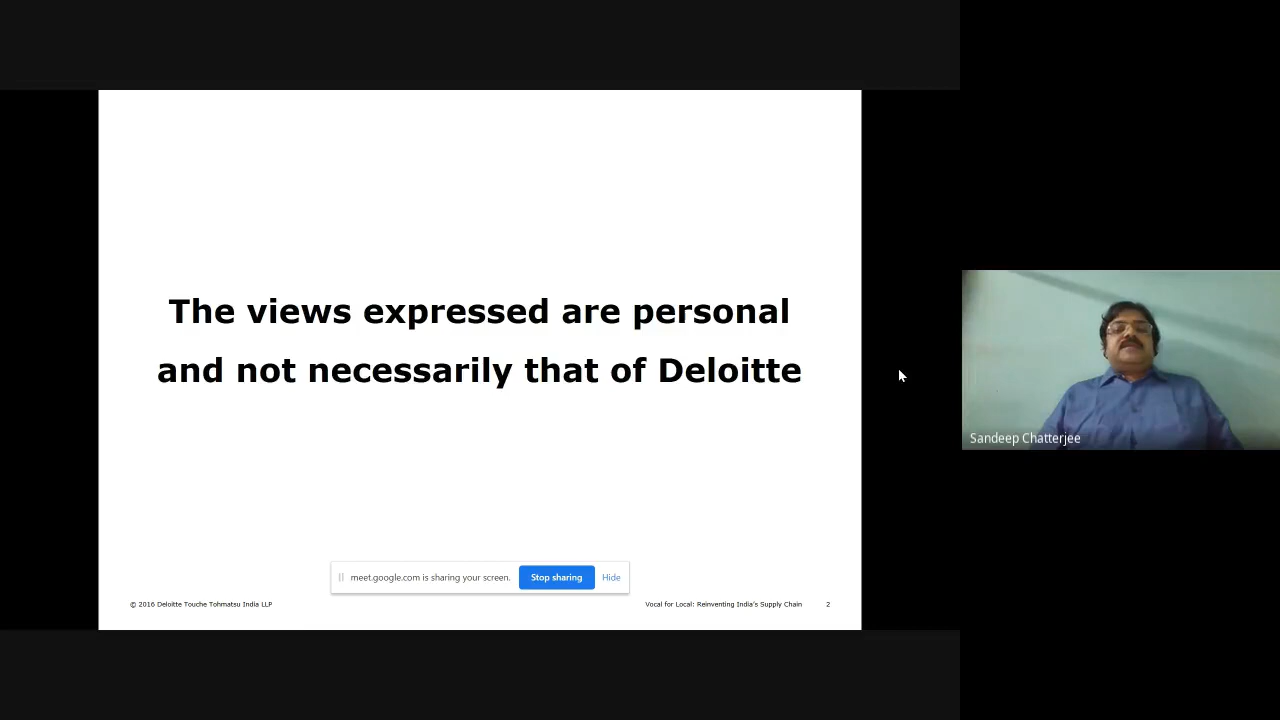 The views expressed are personal
and not necessarily that of Deloitte
Sandeep Chatterjee
meet.google.com is sharing your screen.
Stop sharing
Hide
© 2016 Deloitte Touche Tohmatsu India LLP
Vocal for Local: Reinventing India's Supply Chain
2